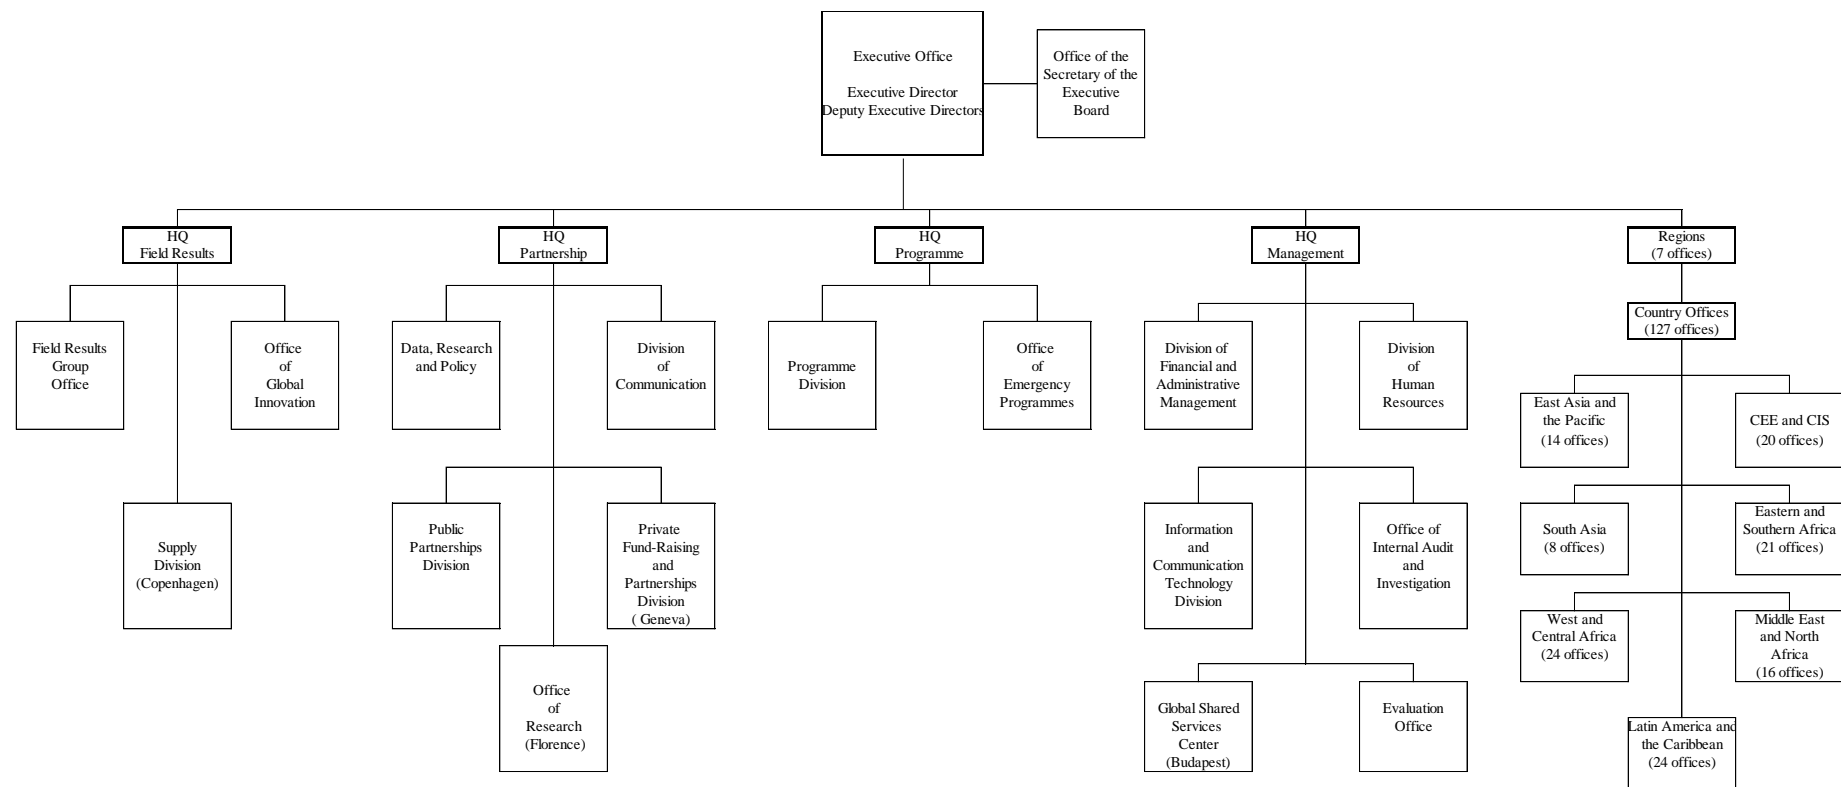 Executive Office
Executive Director
Deputy Executive Directors
Office of the
Secretary of the
Executive
Board
HQ
Field Results
HQ
Partnership
HQ
Programme
HQ
Management
Regions
(7 offices)
Country Offices
(127 offices)
Field Results
Group
Office
Office
of
Global
Innovation
Data, Research
and Policy
Division
of
Communication
Programme
Division
Office
of
Emergency
Programmes
Division of
Financial and
Administrative
Management
Division
of
Human
Resources
East Asia and
the Pacific
(14 offices)
CEE and CIS
(20 offices)
Supply
Division
(Copenhagen)
Public
Partnerships
Division
Private
Fund-Raising
and
Partnerships
Division
( Geneva)
Information
and
Communication
Technology
Division
Office of
Internal Audit
and
Investigation
South Asia
(8 offices)
Eastern and
Southern Africa
(21 offices)
West and
Central Africa
(24 offices)
Middle East
and North
Africa
(16 offices)
Office
of
Research
(Florence)
Global Shared
Services
Center
(Budapest)
Evaluation
Office
Latin America and
the Caribbean
(24 offices)